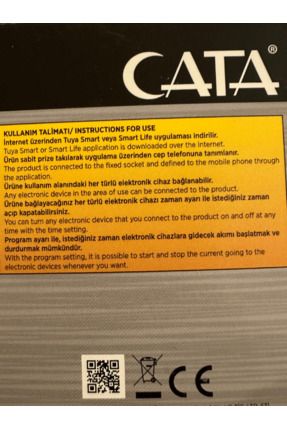 CATA®
KULLANIM TALİMATI/ INSTRUCTIONS FOR USE
İnternet üzerinden Tuya Smart veya Smart Life uygulaması indirilir.
Tuya Smart or Smart Life application is downloaded over the internet.
Ürün sabit prize takılarak uygulama üzerinden cep telefonuna tanımlanır.
The product is connected to the fixed socket and defined to the mobile phone through
the application.
Ürüne kullanım alanındaki her türlü elektronik cihaz bağlanabilir.
Any electronic device in the area of use can be connected to the product.
Ürüne bağlayacağınız her türlü elektronik cihazı zaman ayarı ile istediğiniz zaman
açıp kapatabilirsiniz.
You can turn any electronic device that you connect to the product on and off at any
time with the time setting.
Program ayarı ile, istediğiniz zaman elektronik cihazlara gidecek akımı başlatmak ve
durdurmak mümkündür.
With the program setting, it is possible to start and stop the current going to the
electronic devices whenever you want.
CE